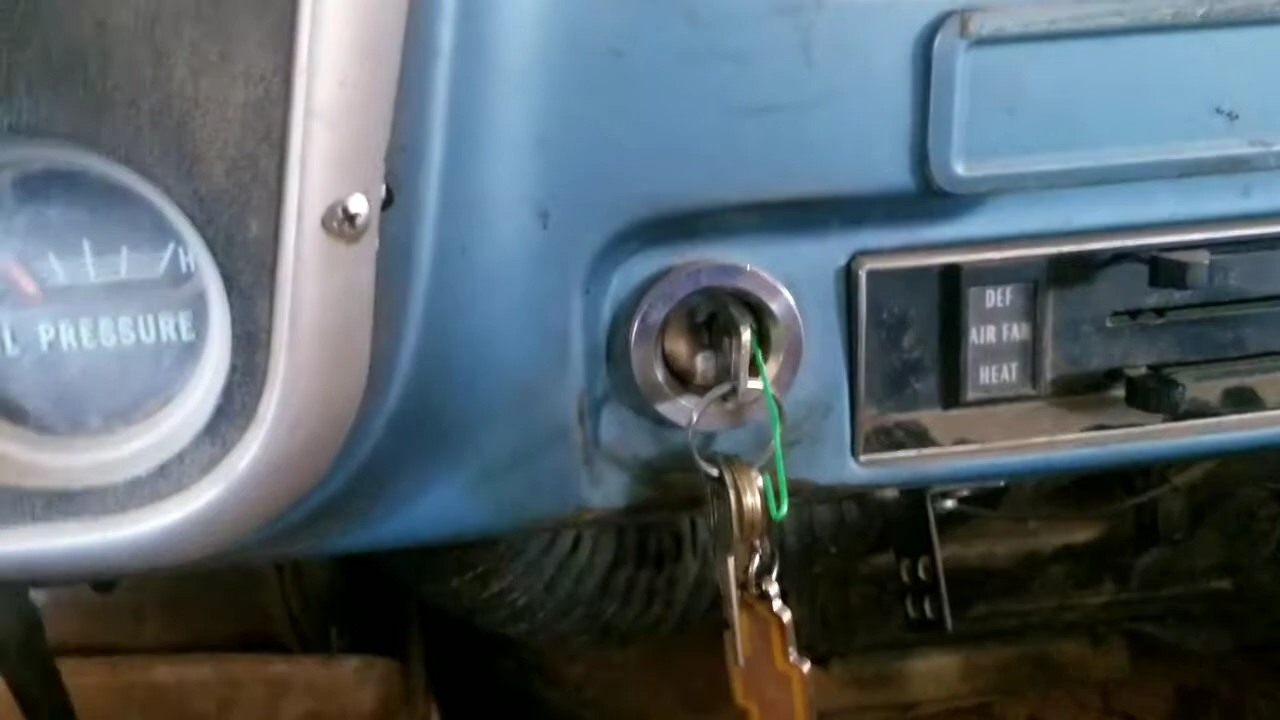 H
L PRESSURE
DEF
AIR FAN
HEAT